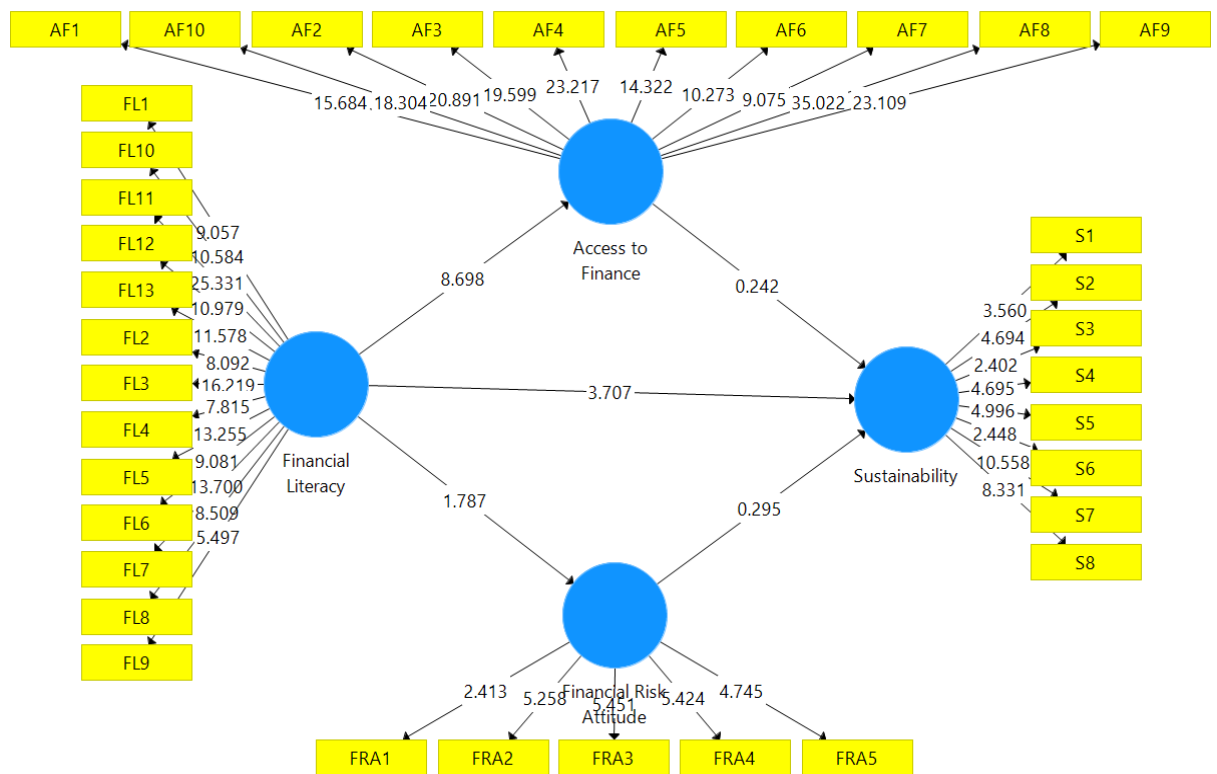 AF1 AF10 AF2 AF3 AF4 AF5 AF6 AF7 AF8 AF9
15.684 18.304 20.891 19.599 23.217 14.322 10.273 9.075 35.022 23.109
FL1
FL10
FL11
FL12
FL13
FL2
FL3
FL4
FL5
FL6
FL7
FL8
FL9
9.057
10.584
25.331
10.979
11.578
8.092
16.219
7.815
13.255
9.081
13.700
8.509
5.497
Financial
Literacy
8.698
Access to
Finance
0.242
3.707
1.787
0.295
Sustainability
3.560
4.694
2.402
4.695
4.996
2.448
10.558
8.331
S1
S2
S3
S4
S5
S6
S7
S8
Financial Risk
Attitude
2.413 5.258 5.451 5.424 4.745
FRA1 FRA2 FRA3 FRA4 FRA5